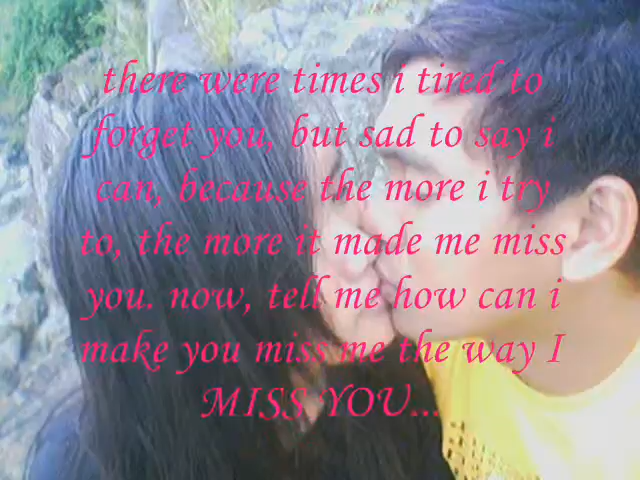 there were times i tired to
forget you, but sad to say i
can, because the more i try
to, the more it made me miss
you. now, tell me how can i
make you miss me the way I
MISS YOU...